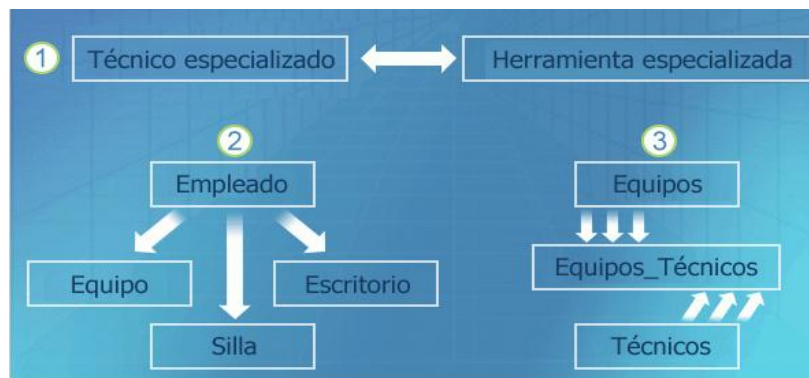 1 Técnico especializado Herramienta especializada
2 3
Empleado Equipos
Equipo Escritorio Equipos_Técnicos
Silla Técnicos